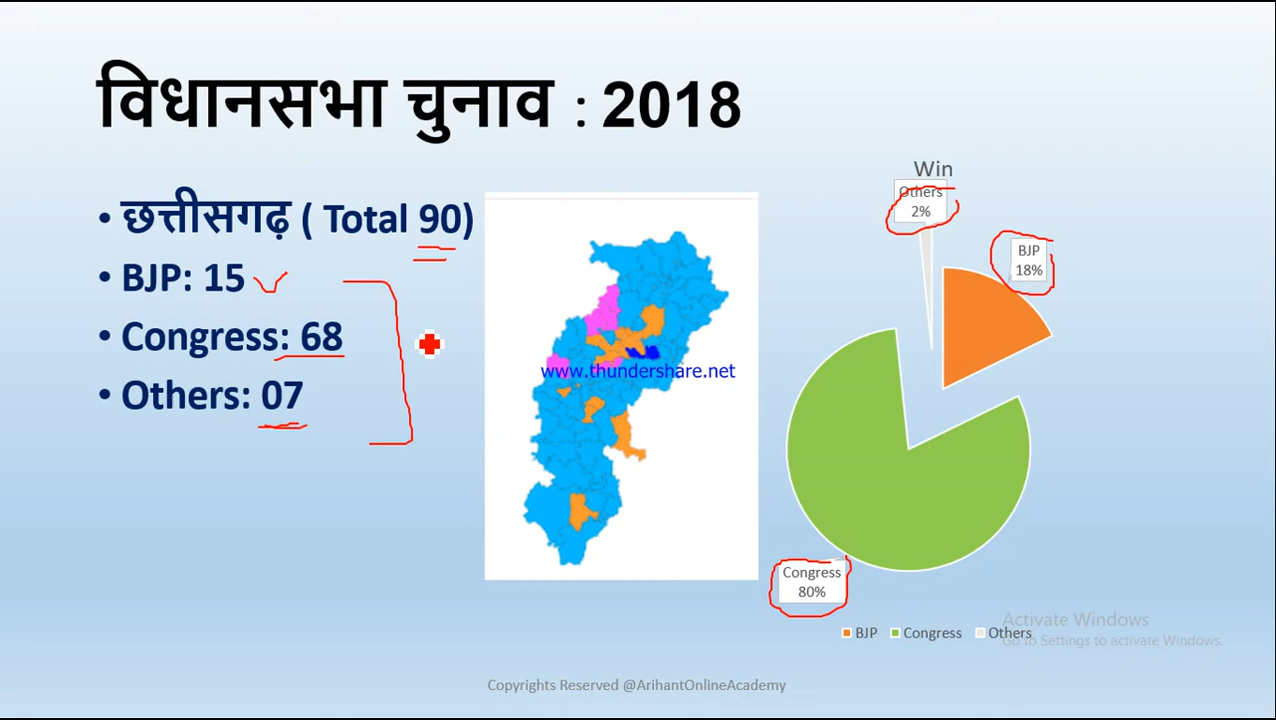 विधानसभा चुनाव : 2018
• छत्तीसगढ़ ( Total 90)
• BJP: 15
• Congress: 68
• Others: 07
www.thundershare.net
Win
Others
2%
BJP
18%
Congress
80%
BJP Congress Others
Activate Windows
Go to Settings to activate Windows.
Copyrights Reserved @ArihantOnlineAcademy